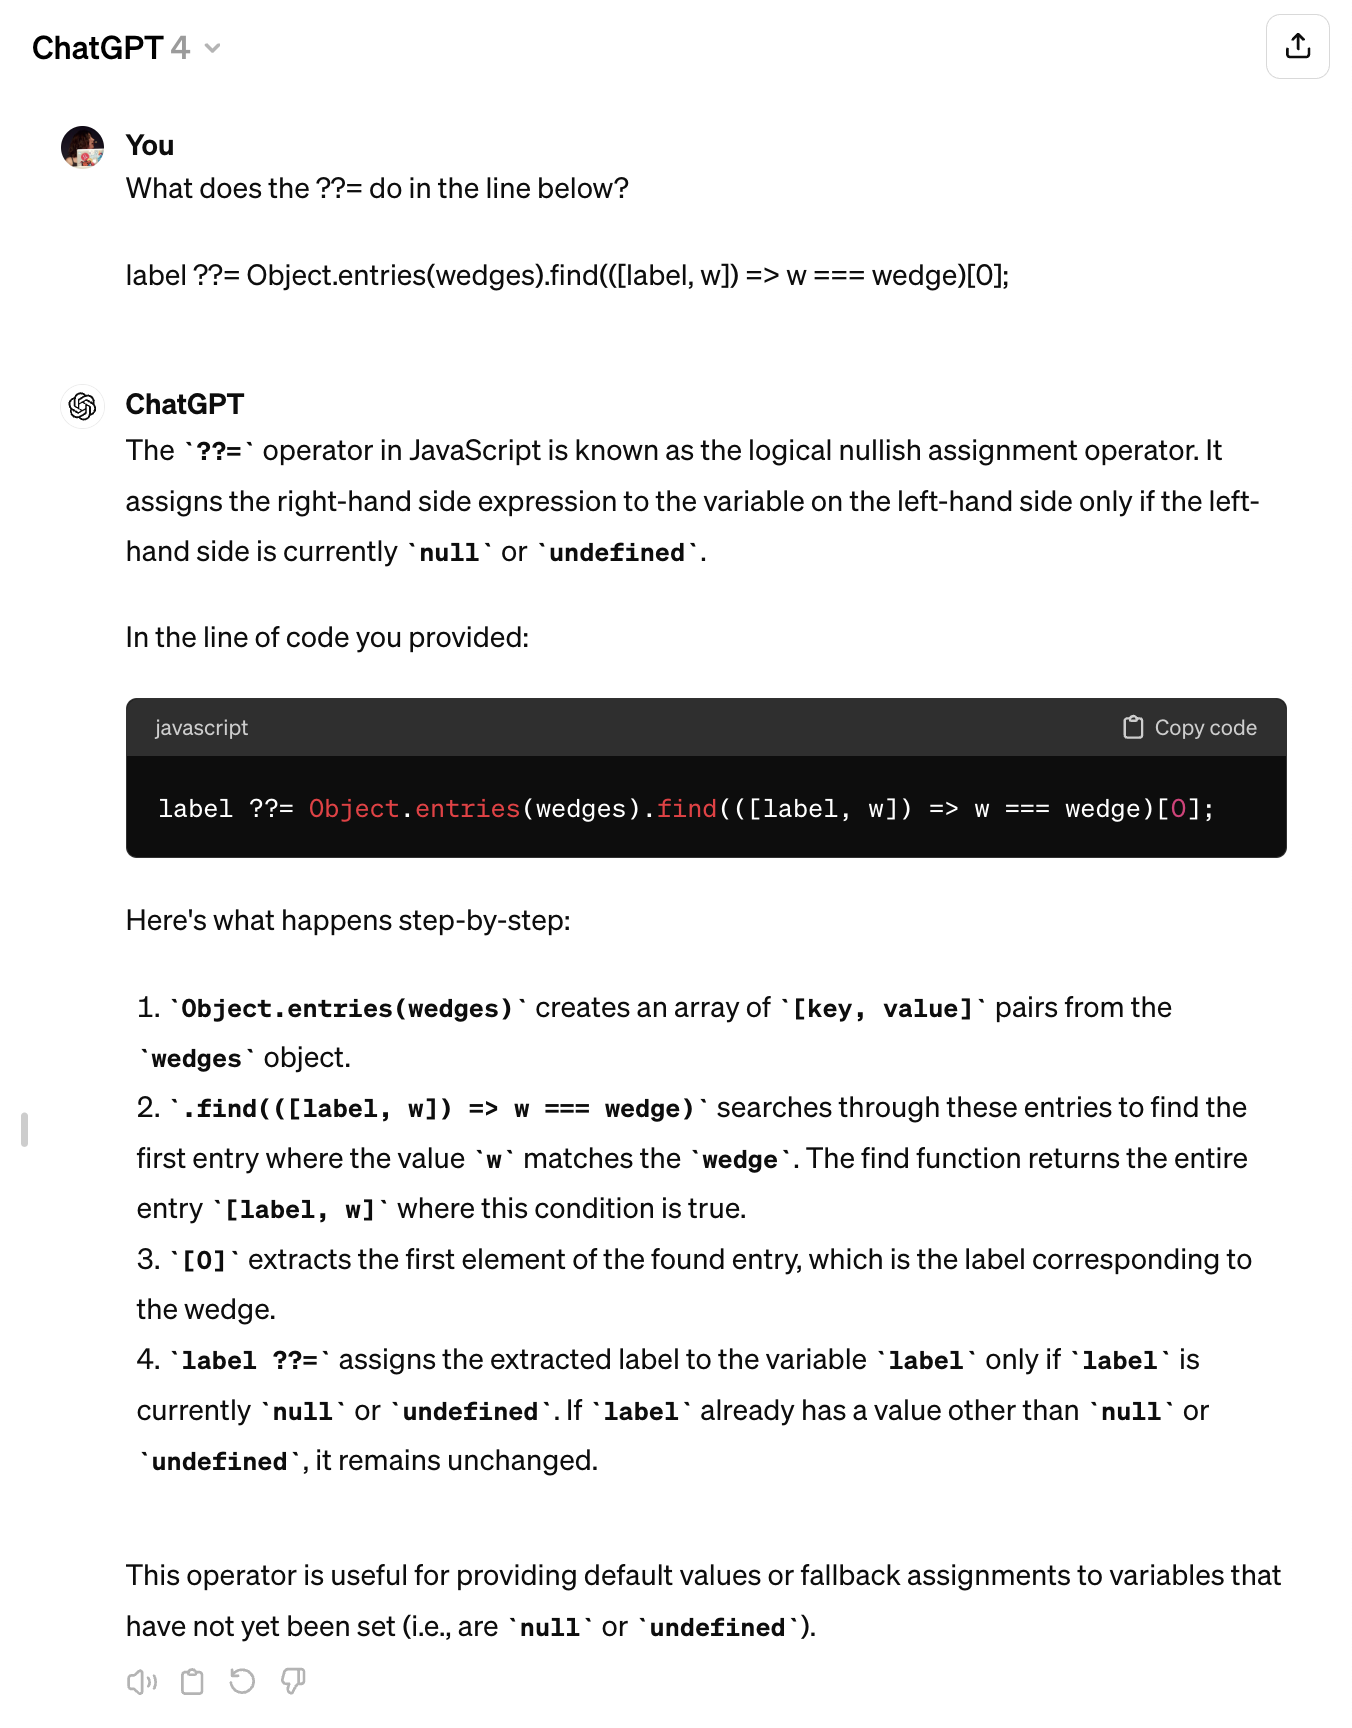 ChatGPT 4
You
What does the ??= do in the line below?
label ??= Object.entries(wedges).find(([label, w]) => w === wedge)[0];
ChatGPT
The `??=` operator in JavaScript is known as the logical nullish assignment operator. It
assigns the right-hand side expression to the variable on the left-hand side only if the left-
hand side is currently `null` or `undefined`.
In the line of code you provided:
javascript
Copy code
label ??= Object.entries(wedges).find(([label, w]) => w === wedge)[0];
Here's what happens step-by-step:
1. `Object.entries(wedges)` creates an array of `[key, value]` pairs from the
`wedges` object.
2. `.find(([label, w]) => w === wedge)` searches through these entries to find the
first entry where the value `w` matches the `wedge`. The find function returns the entire
entry `[label, w]` where this condition is true.
3. `[0]` extracts the first element of the found entry, which is the label corresponding to
the wedge.
4. `label ??=` assigns the extracted label to the variable `label` only if `label` is
currently `null` or `undefined`. If `label` already has a value other than `null` or
`undefined`, it remains unchanged.
This operator is useful for providing default values or fallback assignments to variables that
have not yet been set (i.e., are `null` or `undefined`).